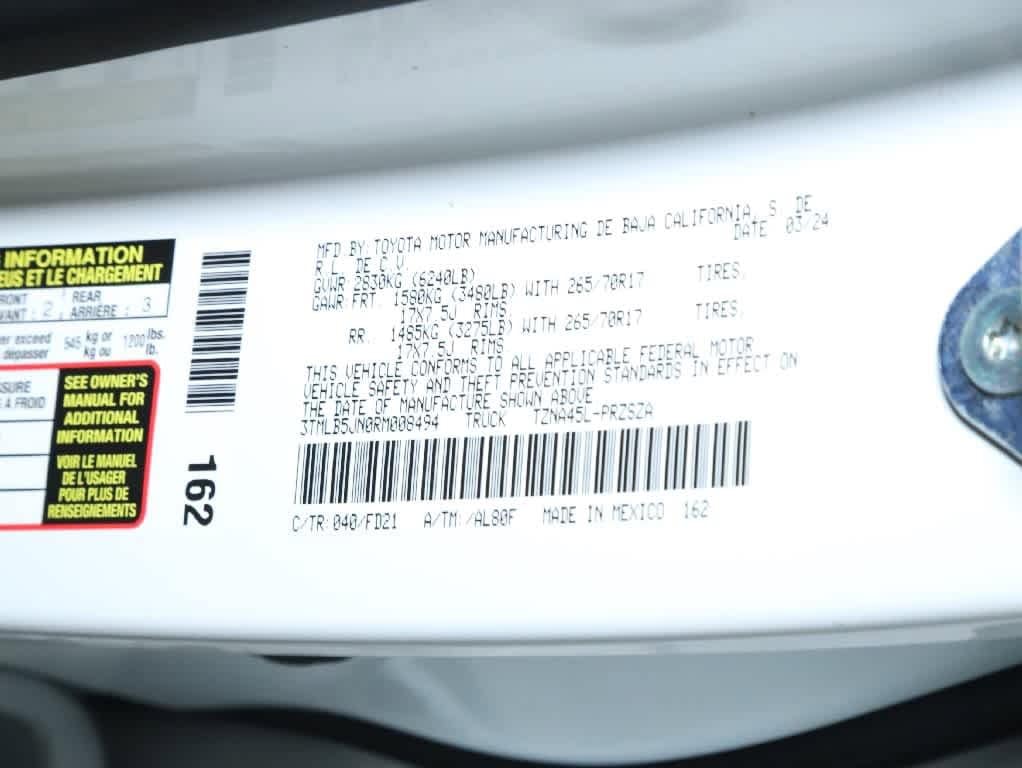 INFORMATION
EUS ET LE CHARGEMENT
RONT
VANT : 2
REAR
ARRIÈRE : 3
er exceed
dépasser
545
kg or
kg ou
1200 lbs.
lb.
SURE
E À FROID
SEE OWNER'S
MANUAL FOR
ADDITIONAL
INFORMATION
VOIR LE MANUEL
DE L'USAGER
POUR PLUS DE
RENSEIGNEMENTS
162
MFD BY: TOYOTA MOTOR MANUFACTURING DE BAJA CALIFORNIA, S. DE
R.L. DE C.V. DATE 03/24
GVWR 2830KG (6240LB)
GAWR FRT. 1580KG (3480LB) WITH 265/70R17 TIRES,
17X7.5J RIMS.
RR. 1485KG (3275LB) WITH 265/70R17 TIRES,
17X7.5J RIMS
THIS VEHICLE CONFORMS TO ALL APPLICABLE FEDERAL MOTOR
VEHICLE SAFETY AND THEFT PREVENTION STANDARDS IN EFFECT ON
THE DATE OF MANUFACTURE SHOWN ABOVE
3TMLB5JN0RM008494 TRUCK TZNA45L-PRZSZA
C/TR:040/FD21 A/TM:/AL80F MADE IN MEXICO 162